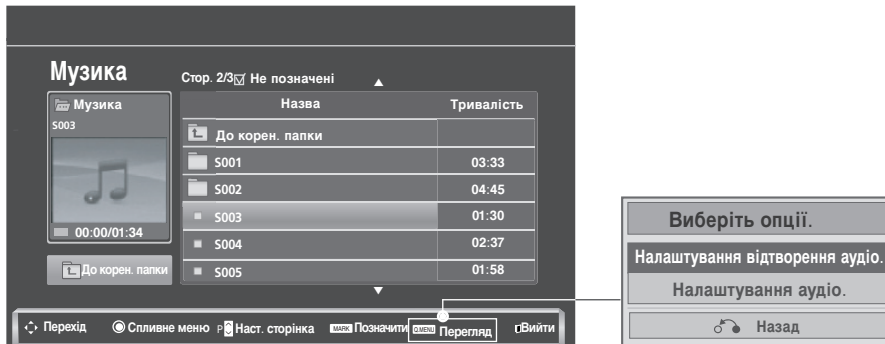 Музика
Стор. 2/3 Не позначені
Музика
S003
00:00/01:34
До корен. папки
Назва Тривалість
До корен. папки
S001 03:33
S002 04:45
S003 01:30
S004 02:37
S005 01:58
Перехід Спливне меню P Наст. сторінка MARK Позначити Q.MENU Перегляд Вийти
Виберіть опції.
Налаштування відтворення аудіо.
Налаштування аудіо.
Назад